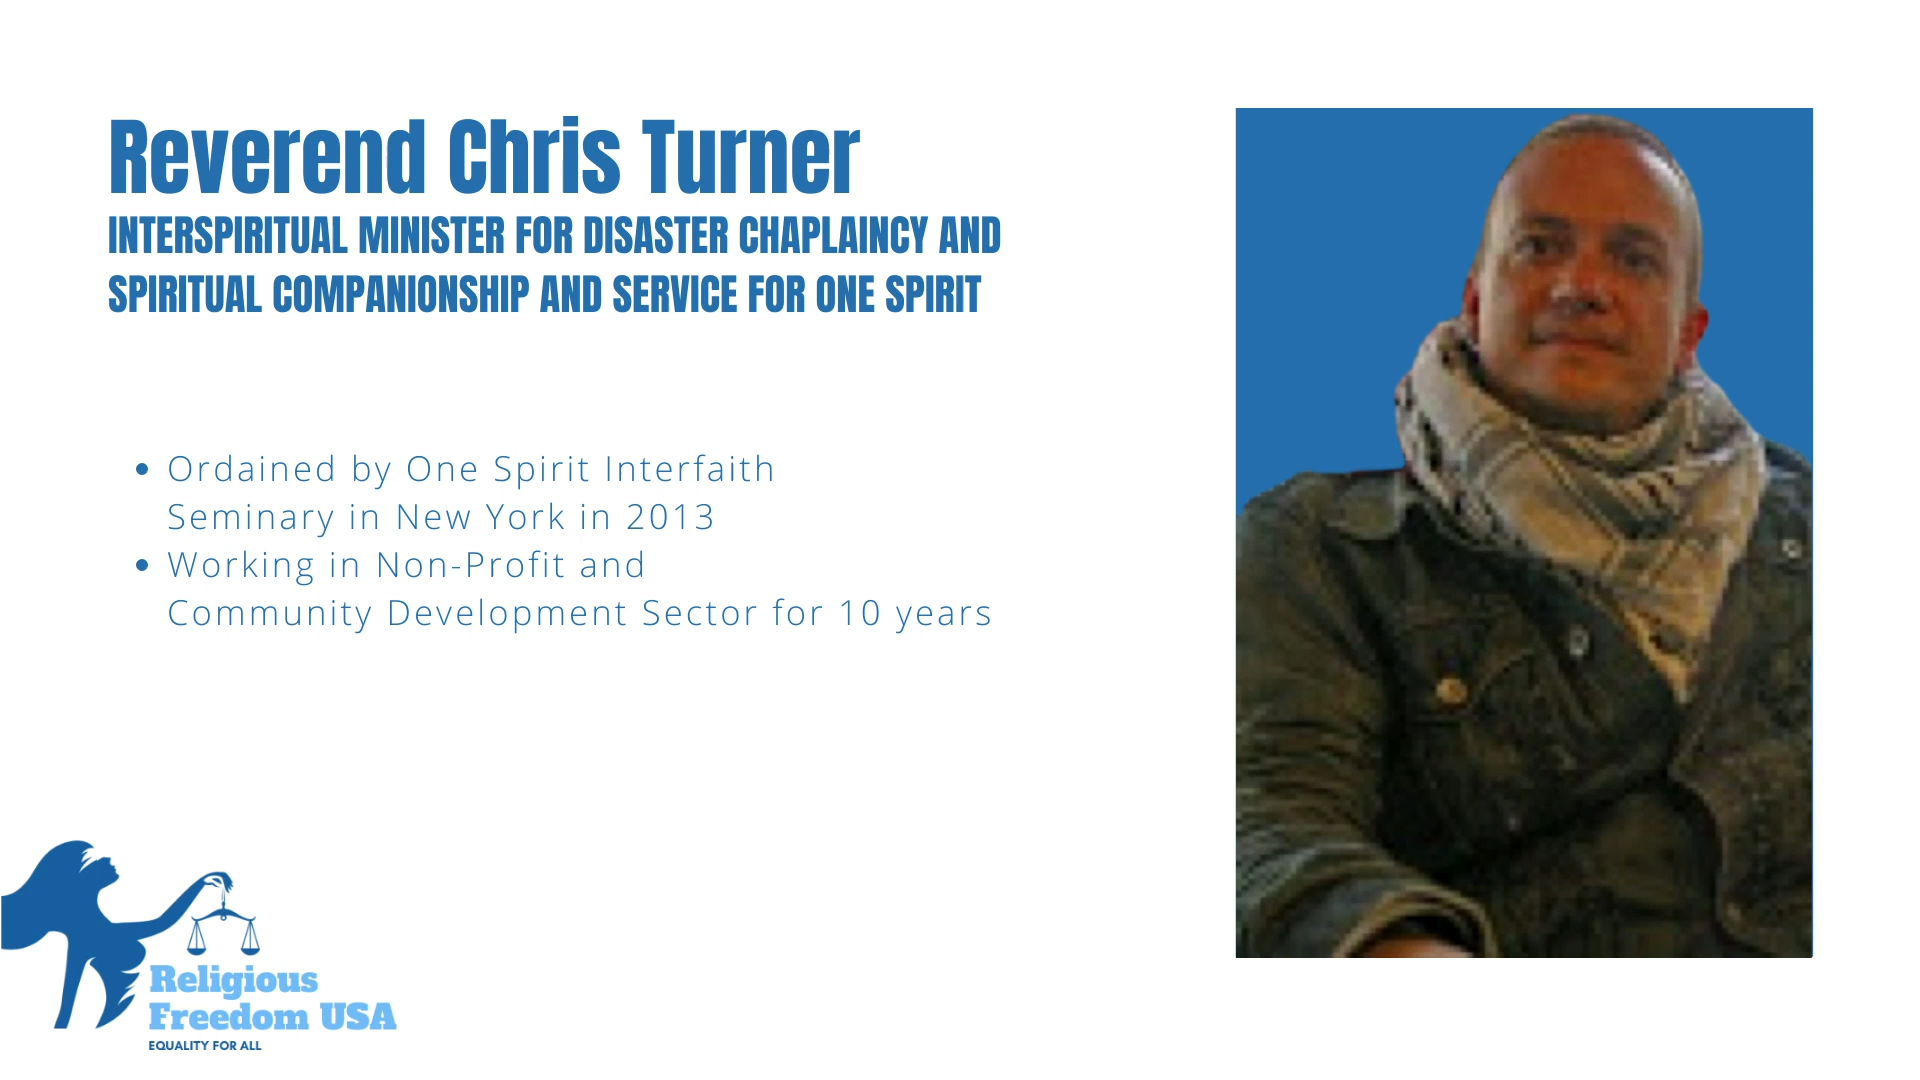 Reverend Chris Turner
INTERSPIRITUAL MINISTER FOR DISASTER CHAPLAINCY AND
SPIRITUAL COMPANIONSHIP AND SERVICE FOR ONE SPIRIT
• Ordained by One Spirit Interfaith
Seminary in New York in 2013
• Working in Non-Profit and
Community Development Sector for 10 years
Religious
Freedom USA
EQUALITY FOR ALL